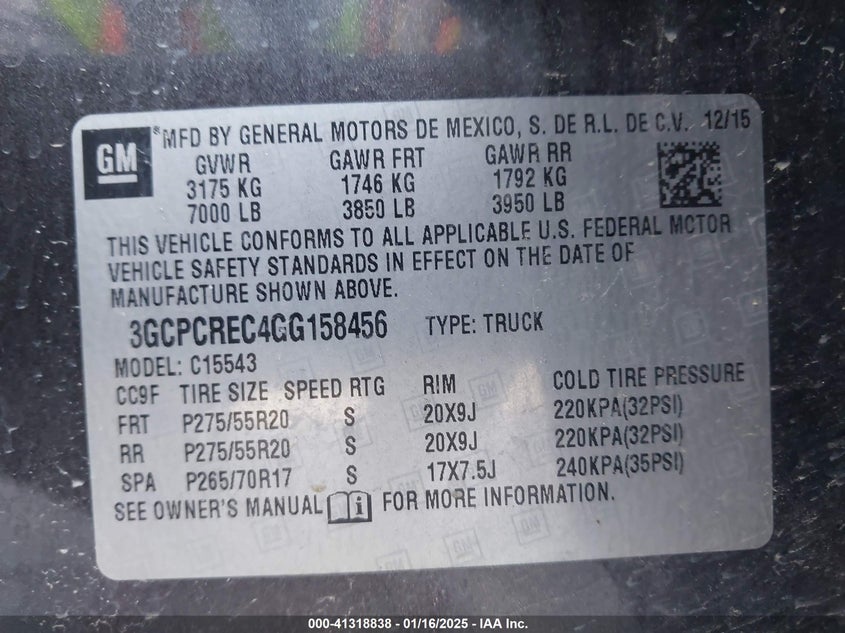 GM
®MFD BY GENERAL MOTORS DE MEXICO, S. DE R.L. DE C.V. 12/15
GVWR GAWR FRT GAWR RR
3175 KG 1746 KG 1792 KG
7000 LB 3850 LB 3950 LB
THIS VEHICLE CONFORMS TO ALL APPLICABLE U.S. FEDERAL MOTOR
VEHICLE SAFETY STANDARDS IN EFFECT ON THE DATE OF
MANUFACTURE SHOWN ABOVE.
3GCPCREC4GG158456 TYPE: TRUCK
MODEL: C15543
CC9F TIRE SIZE SPEED RTG RIM COLD TIRE PRESSURE
FRT P275/55R20 S 20X9J 220KPA(32PSI)
RR P275/55R20 S 20X9J 220KPA(32PSI)
SPA P265/70R17 S 17X7.5J 240KPA(35PSI)
SEE OWNER'S MANUAL i FOR MORE INFORMATION.
000-41318838 - 01/16/2025 - IAA Inc.